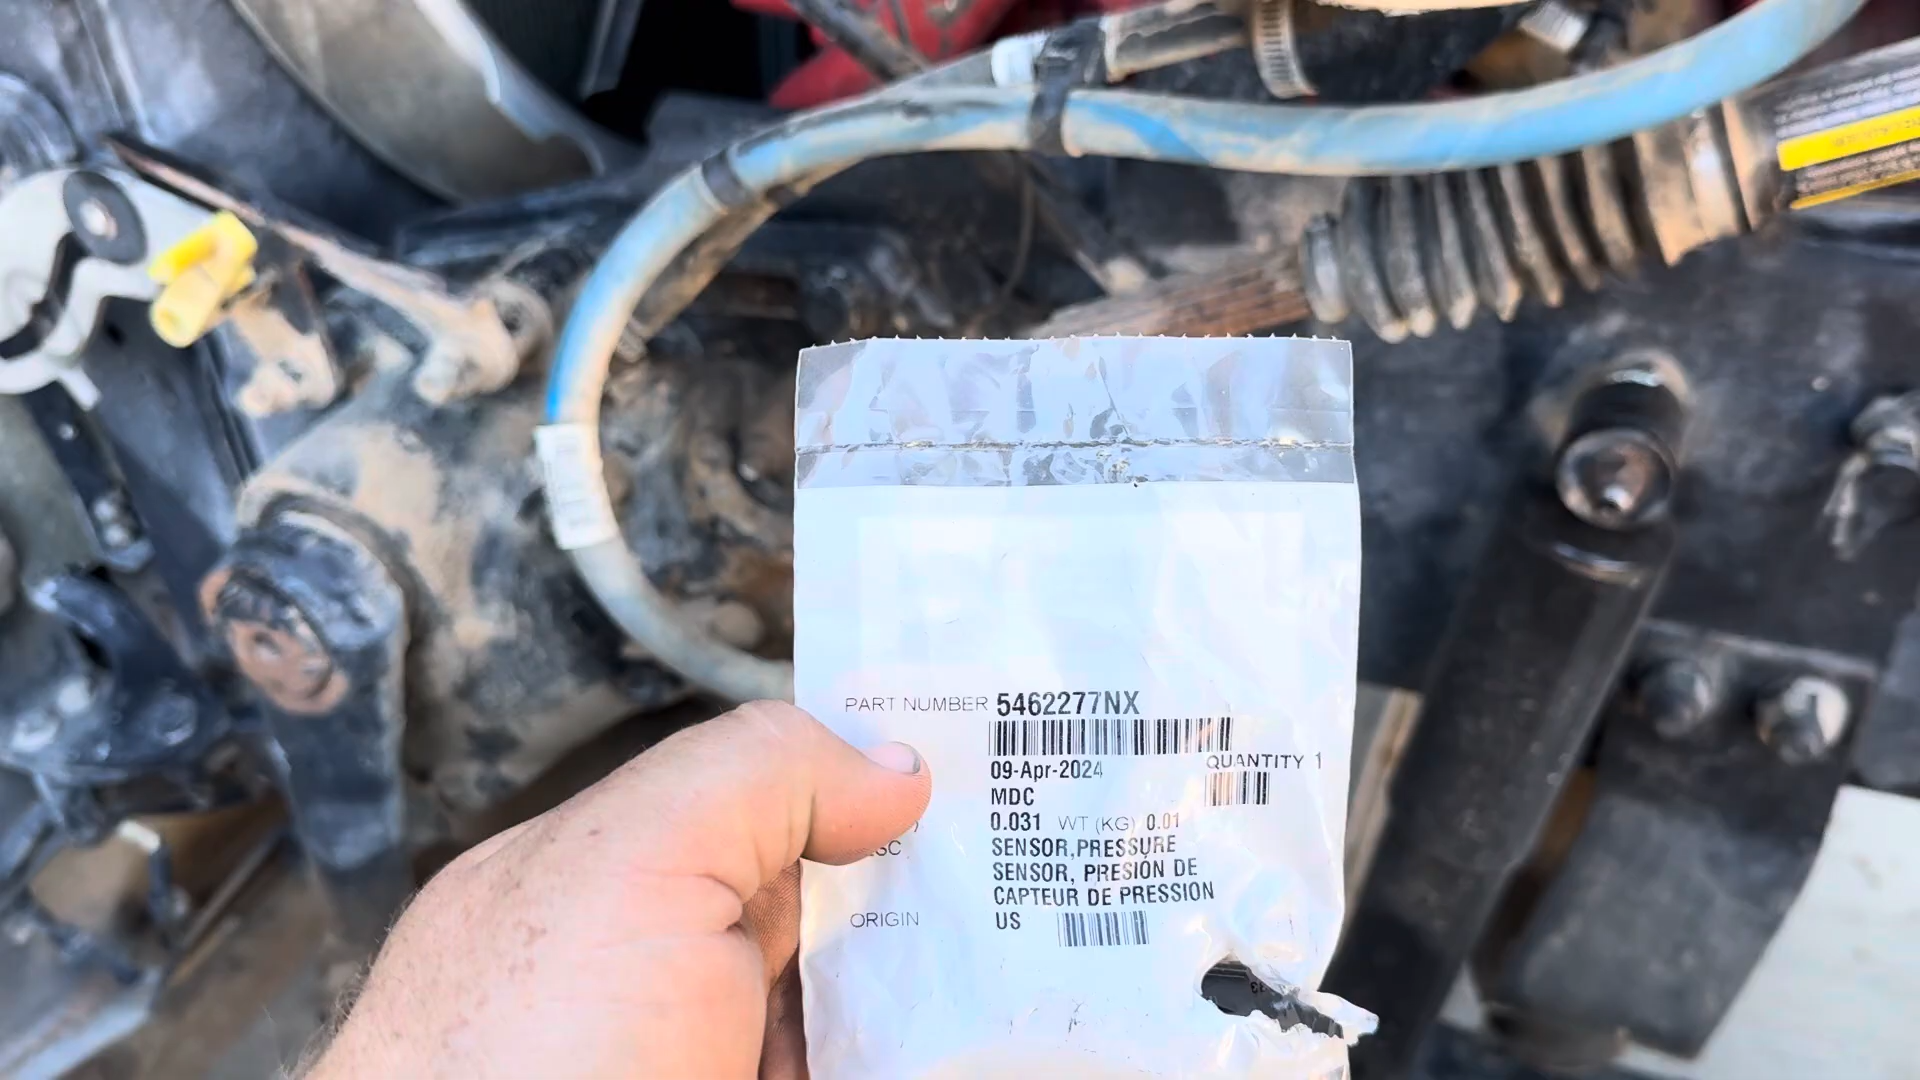 PART NUMBER 5462277NX
09-Apr-2024
QUANTITY 1
MDC
0.031 WT (KG) 0.01
SENSOR,PRESSURE
SENSOR, PRESIÓN DE
CAPTEUR DE PRESSION
ORIGIN US